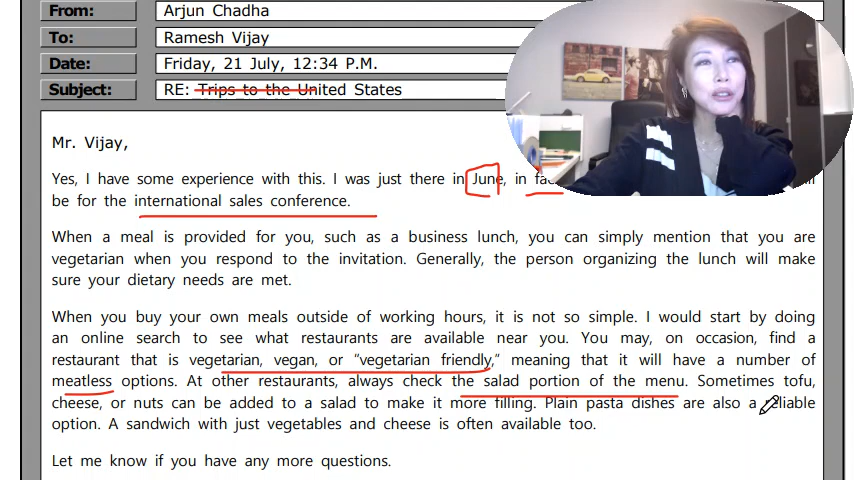 From: Arjun Chadha
To: Ramesh Vijay
Date: Friday, 21 July, 12:34 P.M.
Subject: RE: Trips to the United States
Mr. Vijay,
Yes, I have some experience with this. I was just there in June, in
be for the international sales conference.
When a meal is provided for you, such as a business lunch, you can simply mention that you are
vegetarian when you respond to the invitation. Generally, the person organizing the lunch will make
sure your dietary needs are met.
When you buy your own meals outside of working hours, it is not so simple. I would start by doing
an online search to see what restaurants are available near you. You may, on occasion, find a
restaurant that is vegetarian, vegan, or “vegetarian friendly,” meaning that it will have a number of
meatless options. At other restaurants, always check the salad portion of the menu. Sometimes tofu,
cheese, or nuts can be added to a salad to make it more filling. Plain pasta dishes are also a reliable
option. A sandwich with just vegetables and cheese is often available too.
Let me know if you have any more questions.